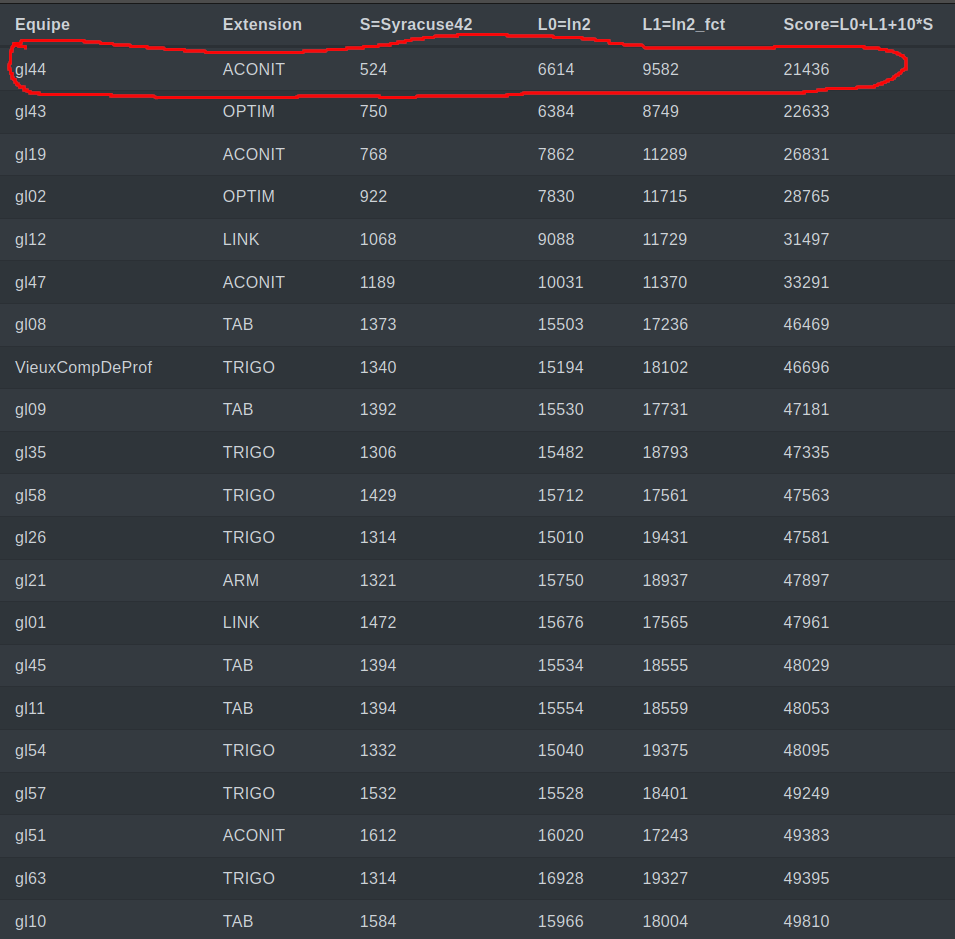 Equipe Extension S=Syracuse42 L0=ln2 L1=ln2_fct Score=L0+L1+10*S
gl44 ACONIT 524 6614 9582 21436
gl43 OPTIM 750 6384 8749 22633
gl19 ACONIT 768 7862 11289 26831
gl02 OPTIM 922 7830 11715 28765
gl12 LINK 1068 9088 11729 31497
gl47 ACONIT 1189 10031 11370 33291
gl08 TAB 1373 15503 17236 46469
VieuxCompDeProf TRIGO 1340 15194 18102 46696
gl09 TAB 1392 15530 17731 47181
gl35 TRIGO 1306 15482 18793 47335
gl58 TRIGO 1429 15712 17561 47563
gl26 TRIGO 1314 15010 19431 47581
gl21 ARM 1321 15750 18937 47897
gl01 LINK 1472 15676 17565 47961
gl45 TAB 1394 15534 18555 48029
gl11 TAB 1394 15554 18559 48053
gl54 TRIGO 1332 15040 19375 48095
gl57 TRIGO 1532 15528 18401 49249
gl51 ACONIT 1612 16020 17243 49383
gl63 TRIGO 1314 16928 19327 49395
gl10 TAB 1584 15966 18004 49810